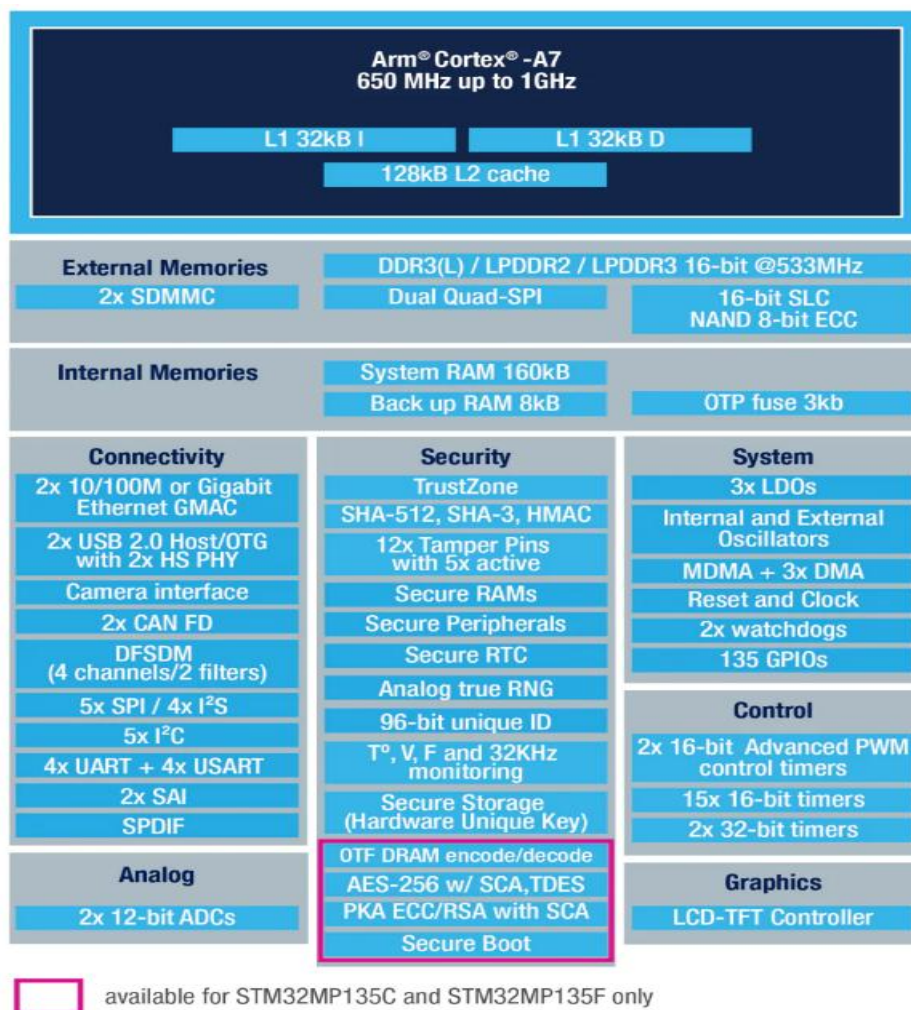 Arm® Cortex® -A7
650 MHz up to 1GHz
L1 32kB I
L1 32kB D
128kB L2 cache
External Memories
DDR3(L) / LPDDR2 / LPDDR3 16-bit @533MHz
2x SDMMC
Dual Quad-SPI
16-bit SLC
NAND 8-bit ECC
Internal Memories
System RAM 160kB
Back up RAM 8kB
OTP fuse 3kb
Connectivity
2x 10/100M or Gigabit
Ethernet GMAC
2x USB 2.0 Host/OTG
with 2x HS PHY
Camera interface
2x CAN FD
DFSDM
(4 channels/2 filters)
5x SPI / 4x I²S
5x I²C
4x UART + 4x USART
2x SAI
SPDIF
Analog
2x 12-bit ADCs
Security
TrustZone
SHA-512, SHA-3, HMAC
12x Tamper Pins
with 5x active
Secure RAMs
Secure Peripherals
Secure RTC
Analog true RNG
96-bit unique ID
Tº, V, F and 32KHz
monitoring
Secure Storage
(Hardware Unique Key)
OTF DRAM encode/decode
AES-256 w/ SCA,TDES
PKA ECC/RSA with SCA
Secure Boot
System
3x LDOs
Internal and External
Oscillators
MDMA + 3x DMA
Reset and Clock
2x watchdogs
135 GPIOs
Control
2x 16-bit Advanced PWM
control timers
15x 16-bit timers
2x 32-bit timers
Graphics
LCD-TFT Controller
available for STM32MP135C and STM32MP135F only